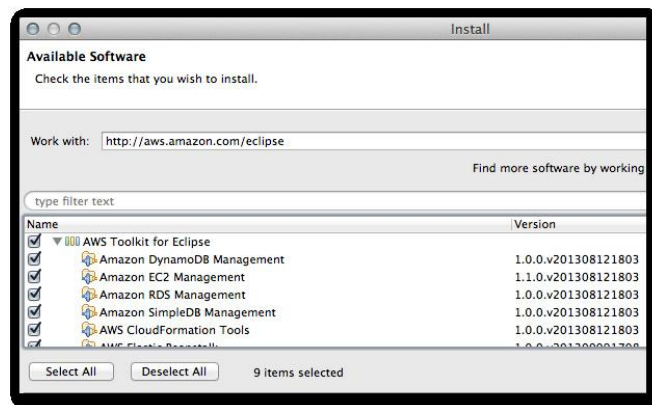 Install
Available Software
Check the items that you wish to install.
Work with: http://aws.amazon.com/eclipse
Find more software by working
type filter text
Name Version
AWS Toolkit for Eclipse
Amazon DynamoDB Management 1.0.0.v201308121803
Amazon EC2 Management 1.1.0.v201308121803
Amazon RDS Management 1.0.0.v201308121803
Amazon SimpleDB Management 1.0.0.v201308121803
AWS CloudFormation Tools 1.0.0.v201308121803
AWS Elastic Beanstalk
Select All Deselect All 9 items selected